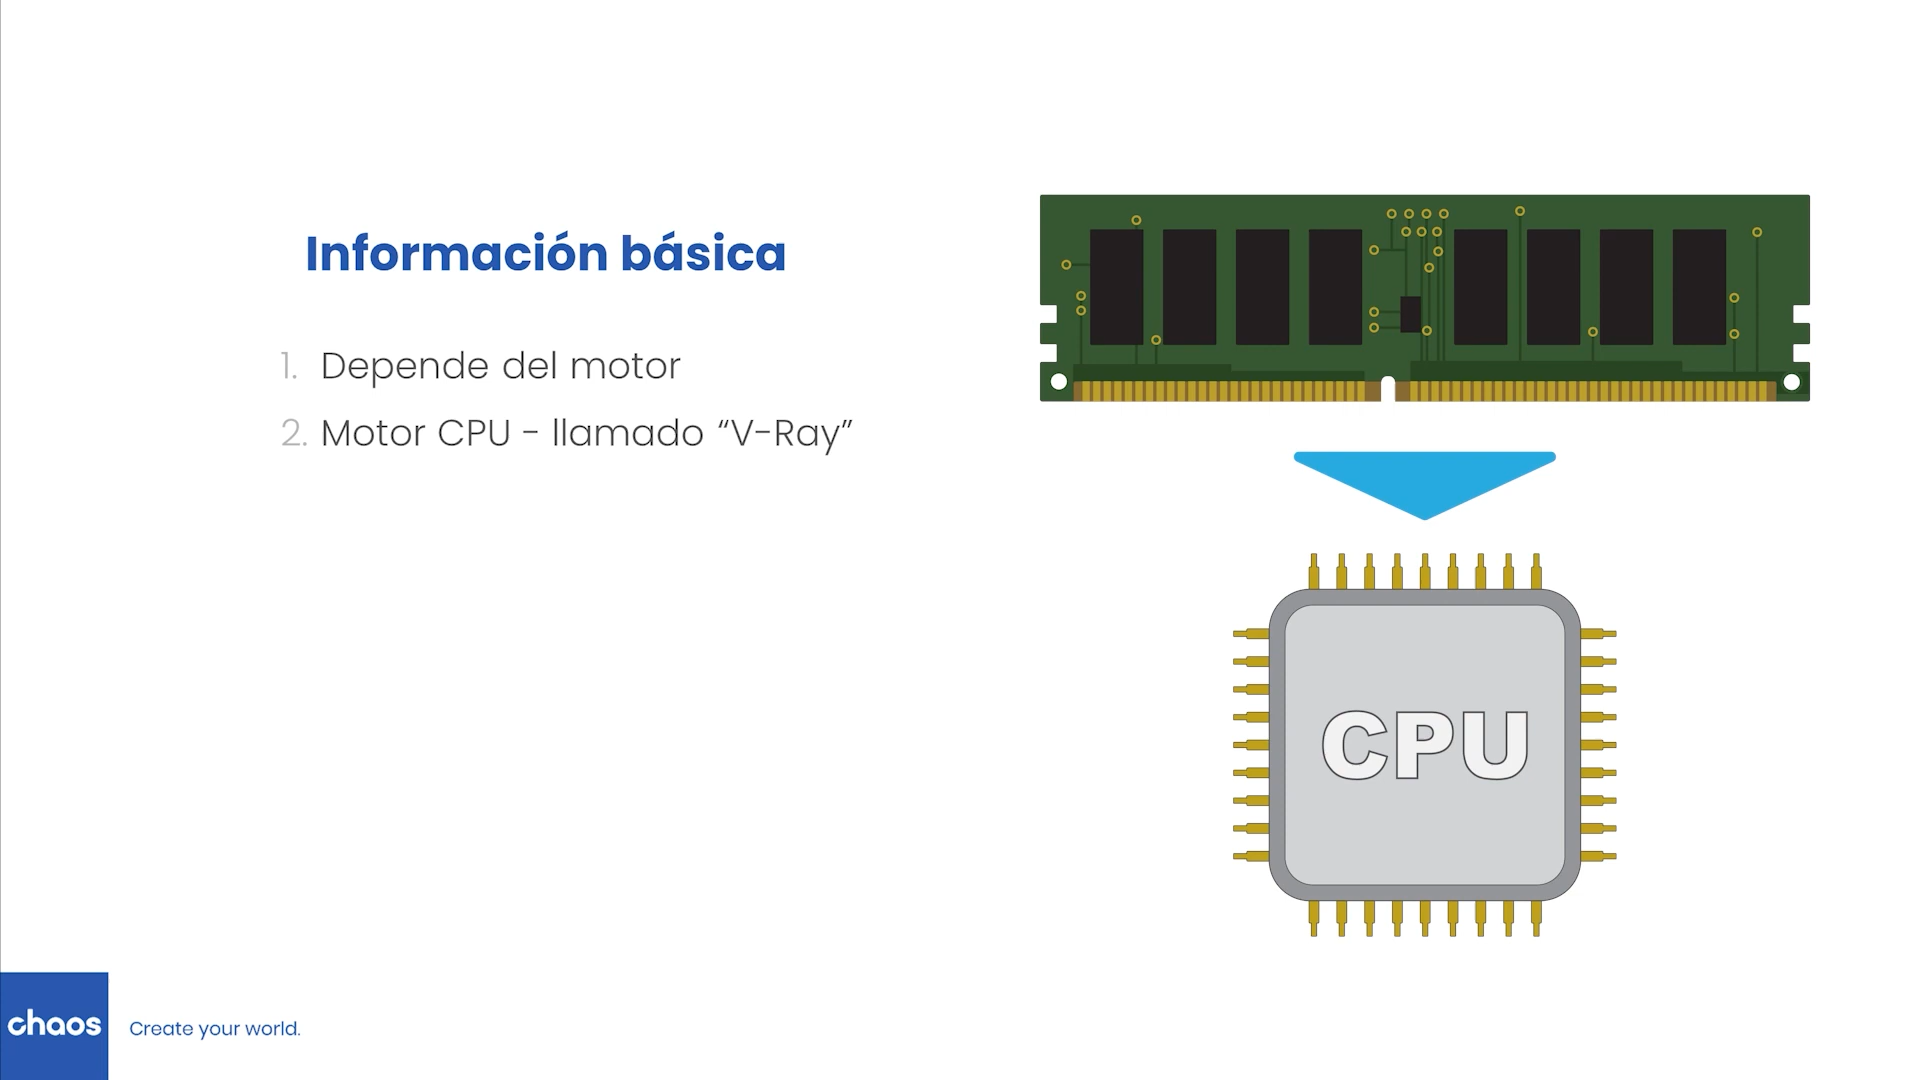 Información básica
1. Depende del motor
2. Motor CPU - llamado “V-Ray”
CPU
chaos
Create your world.